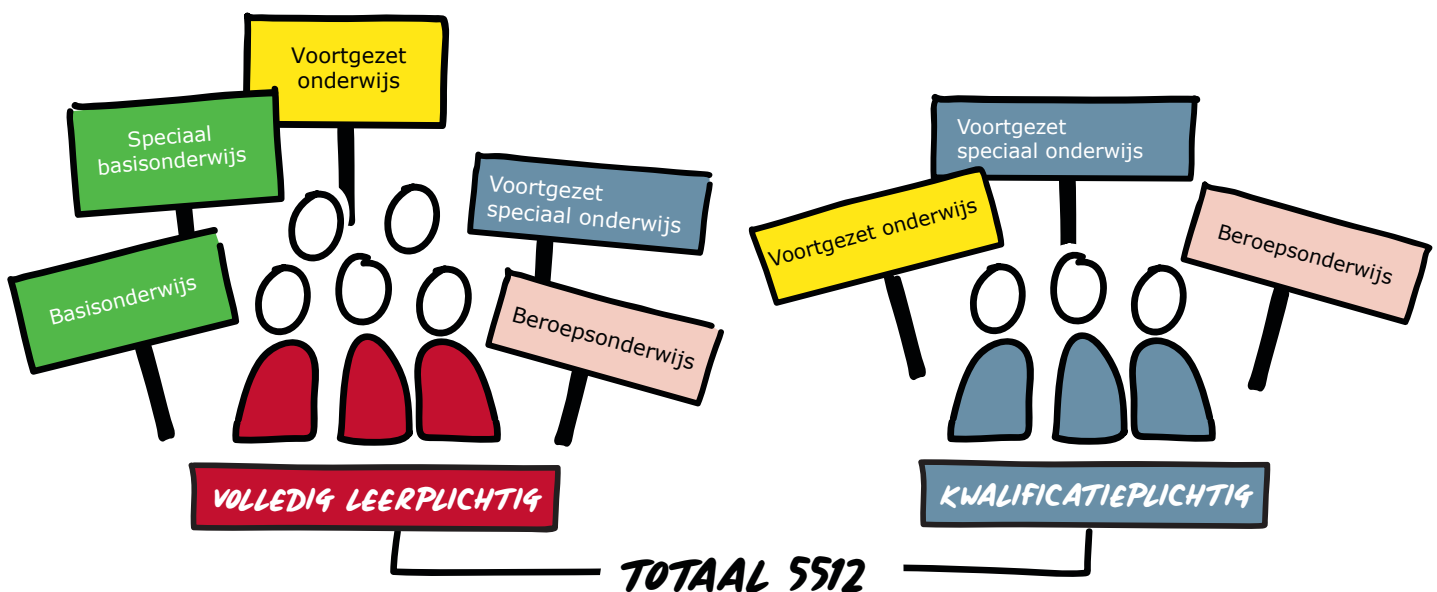 Voortgezet
onderwijs
Speciaal
basisonderwijs
Basisonderwijs
Voortgezet
speciaal onderwijs
Beroepsonderwijs
VOLLEDIG LEERPLICHTIG
Voortgezet
speciaal onderwijs
Voortgezet onderwijs
Beroepsonderwijs
KWALIFICATIEPLICHTIG
TOTAAL 5512